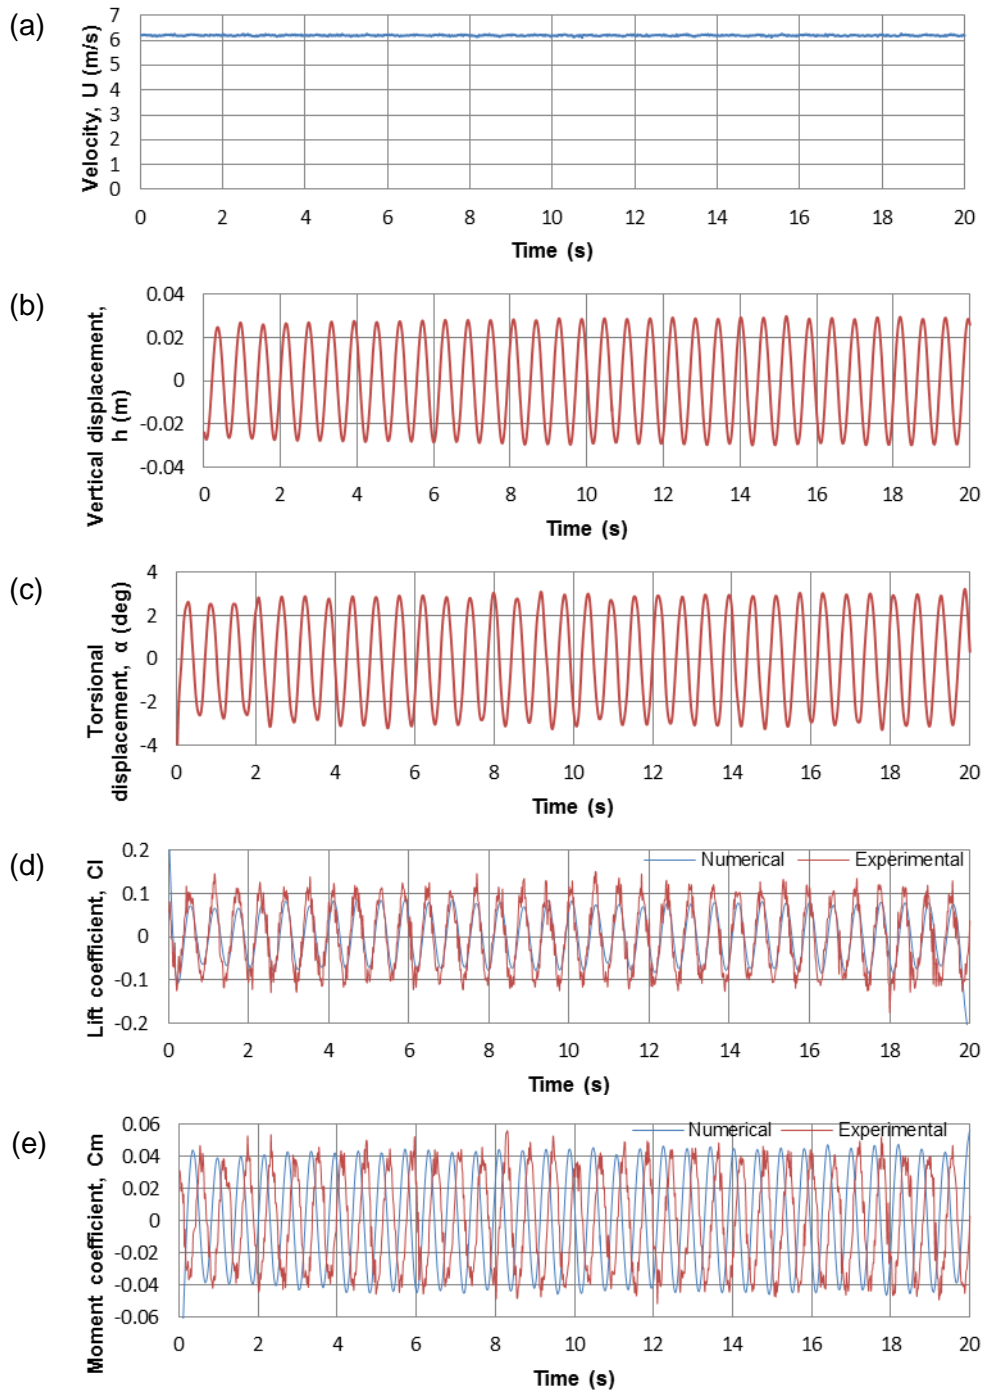 (a)
Velocity, U (m/s)
7
6
5
4
3
2
1
0
0 2 4 6 8 10 12 14 16 18 20
Time (s)
(b)
Vertical displacement,
h (m)
0.04
0.02
0
-0.02
-0.04
0 2 4 6 8 10 12 14 16 18 20
Time (s)
(c)
Torsional
displacement, α (deg)
4
2
0
-2
-4
0 2 4 6 8 10 12 14 16 18 20
Time (s)
(d)
Lift coefficient, Cl
0.2
0.1
0
-0.1
-0.2
Numerical Experimental
0 2 4 6 8 10 12 14 16 18 20
Time (s)
(e)
Moment coefficient, Cm
0.06
0.04
0.02
0
-0.02
-0.04
-0.06
Numerical Experimental
0 2 4 6 8 10 12 14 16 18 20
Time (s)